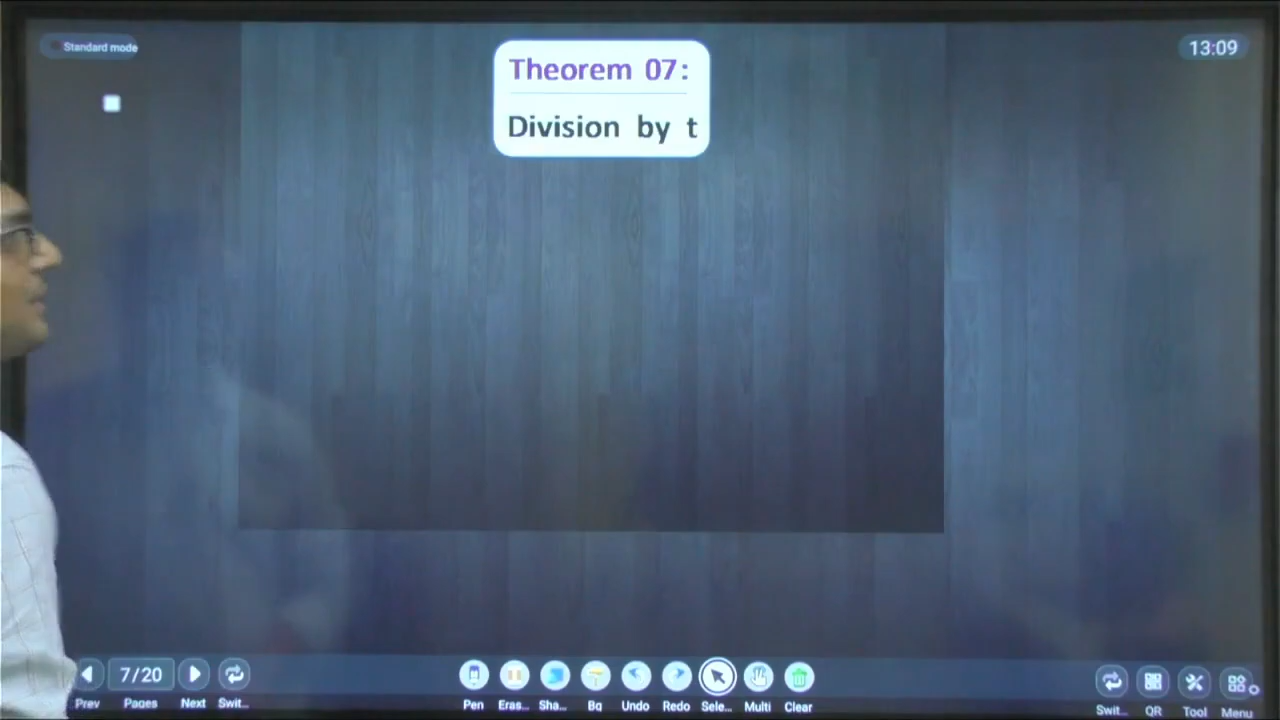 Standard mode
13:09
Theorem 07:
Division by t
7/20
Prev Pages Next Swit...
Pen Eras... Sha... Bg Undo Redo Sele... Multi Clear
Swit... QR Tool Menu